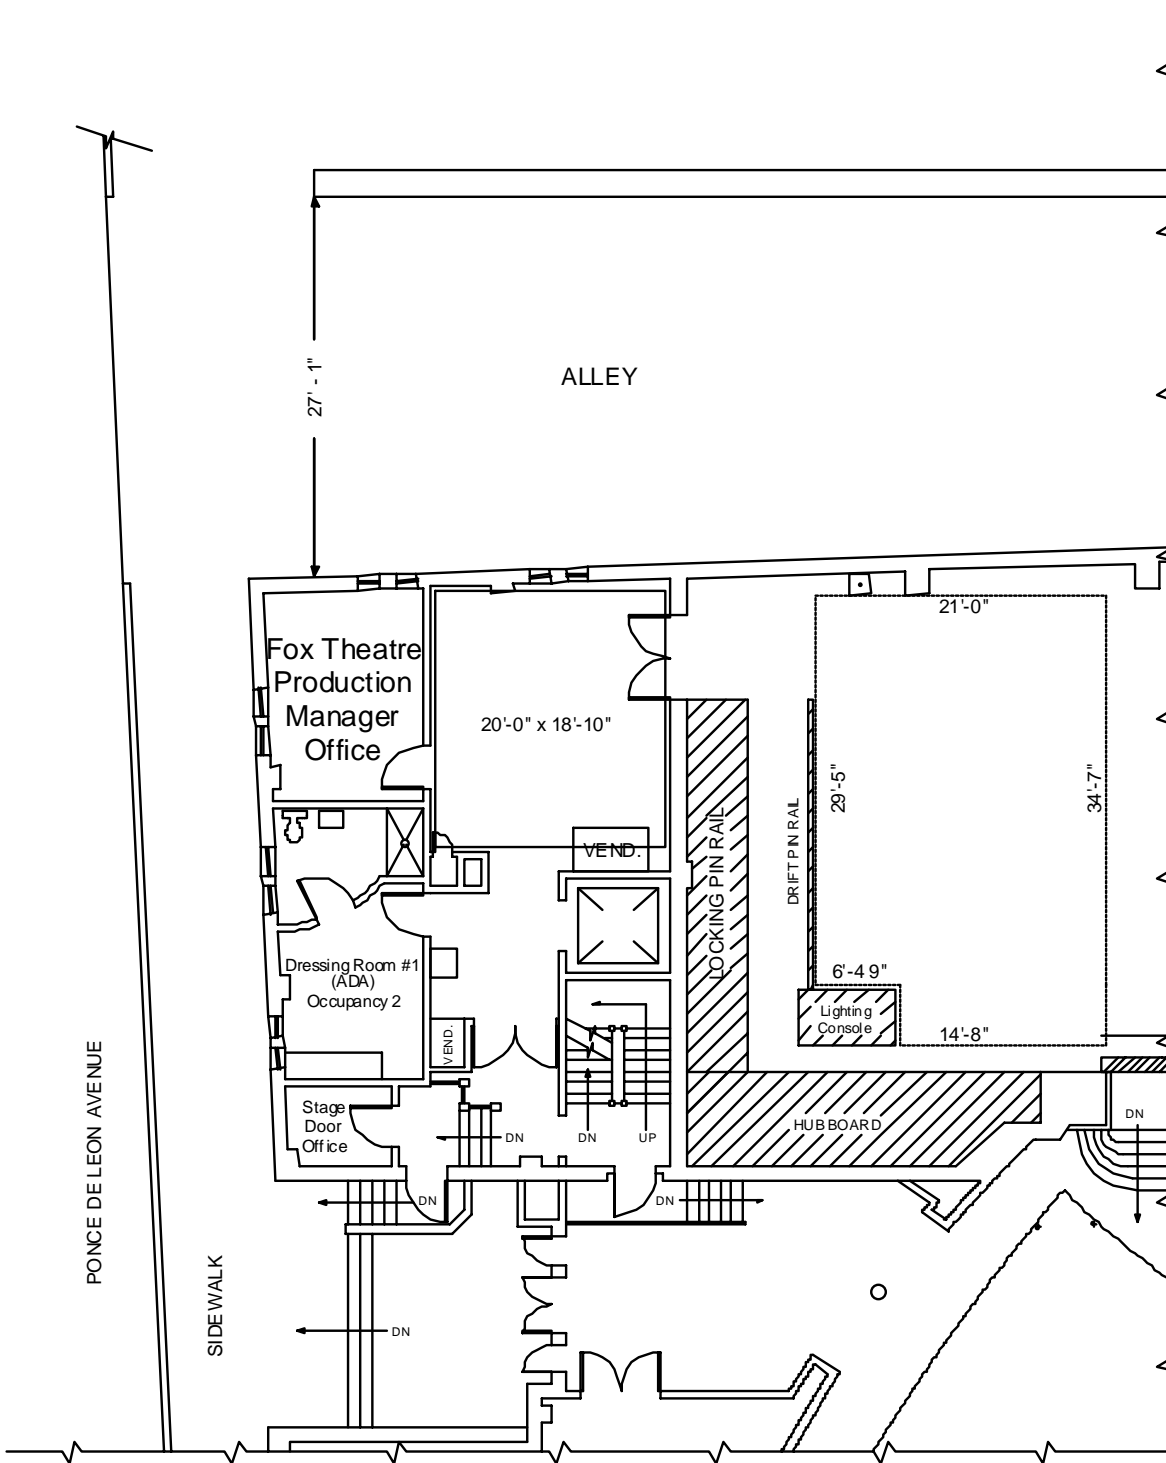 27' - 1"
ALLEY
21'-0"
Fox Theatre
Production
Manager
Office
20'-0" x 18'-10"
29'-5"
34'-7"
LOCKING PIN RAIL
DRIFT PIN RAIL
VEND.
Dressing Room #1
(ADA)
Occupancy 2
6'-4 9"
Lighting
Console
14'-8"
VEND.
PONCE DE LEON AVENUE
Stage
Door
Office
DN
DN
UP
HUB BOARD
DN
DN
DN
SIDEWALK
DN